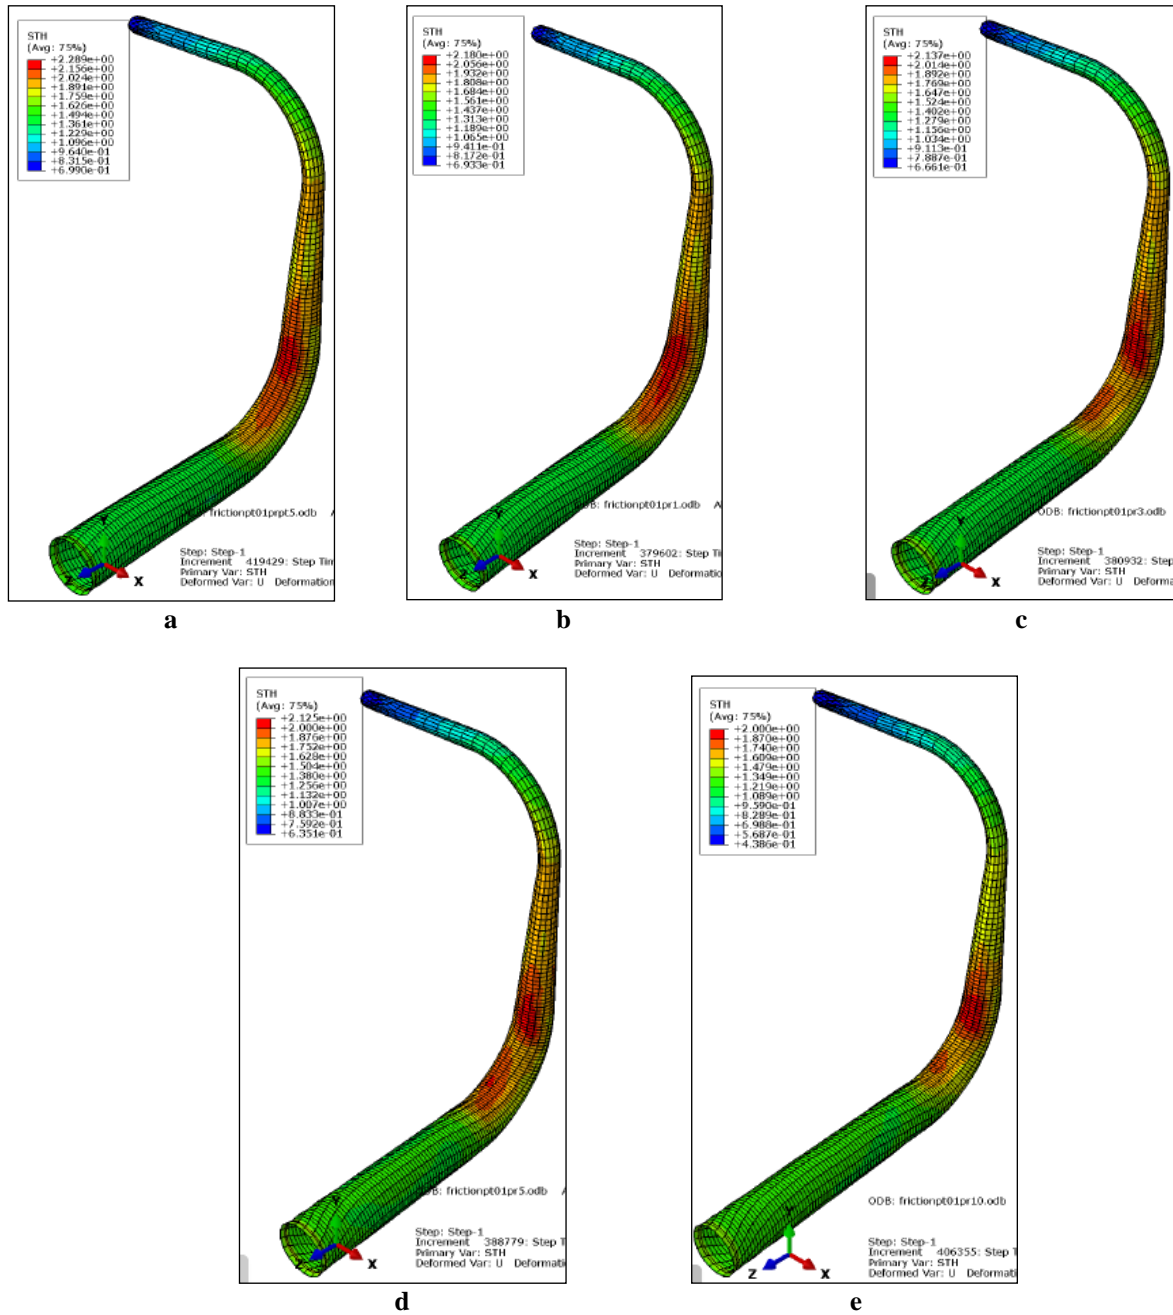 STH
(Avg: 75%)
+2.289e+00
+2.156e+00
+2.024e+00
+1.891e+00
+1.759e+00
+1.626e+00
+1.494e+00
+1.361e+00
+1.229e+00
+1.096e+00
+9.640e-01
+8.315e-01
+6.990e-01
frictionpt01prpt5.odb
Y
Z
X
Step: Step-1
Increment 419429: Step Tim
Primary Var: STH
Deformed Var: U Deformation
a
STH
(Avg: 75%)
+2.180e+00
+2.056e+00
+1.932e+00
+1.808e+00
+1.684e+00
+1.561e+00
+1.437e+00
+1.313e+00
+1.189e+00
+1.065e+00
+9.411e-01
+8.172e-01
+6.933e-01
DB: frictionpt01pr1.odb A
Y
Z
X
Step: Step-1
Increment 379602: Step Ti
Primary Var: STH
Deformed Var: U Deformatio
b
STH
(Avg: 75%)
+2.137e+00
+2.014e+00
+1.892e+00
+1.769e+00
+1.647e+00
+1.524e+00
+1.402e+00
+1.279e+00
+1.156e+00
+1.034e+00
+9.113e-01
+7.887e-01
+6.661e-01
ODB: frictionpt01pr3.odb
Y
Z
X
Step: Step-1
Increment 380932: Step
Primary Var: STH
Deformed Var: U Deform
c
STH
(Avg: 75%)
+2.125e+00
+2.000e+00
+1.876e+00
+1.752e+00
+1.628e+00
+1.504e+00
+1.380e+00
+1.256e+00
+1.132e+00
+1.007e+00
+8.833e-01
+7.592e-01
+6.351e-01
DB: frictionpt01pr5.odb
Y
Z
X
Step: Step-1
Increment 388779: Step T
Primary Var: STH
Deformed Var: U Deformati
d
STH
(Avg: 75%)
+2.000e+00
+1.870e+00
+1.740e+00
+1.609e+00
+1.479e+00
+1.349e+00
+1.219e+00
+1.089e+00
+9.590e-01
+8.289e-01
+6.988e-01
+5.687e-01
+4.386e-01
ODB: frictionpt01pr10.odb
Y
Z
X
Step: Step-1
Increment 406355: Step T
Primary Var: STH
Deformed Var: U Deformat
e